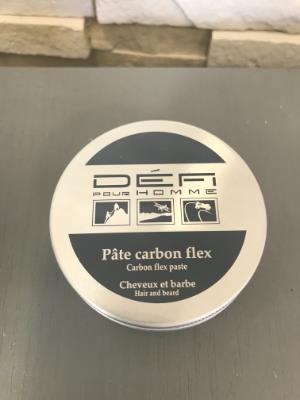 DÉFI
POUR HOMME
Pâte carbon flex
Carbon flex paste
Cheveux et barbe
Hair and beard